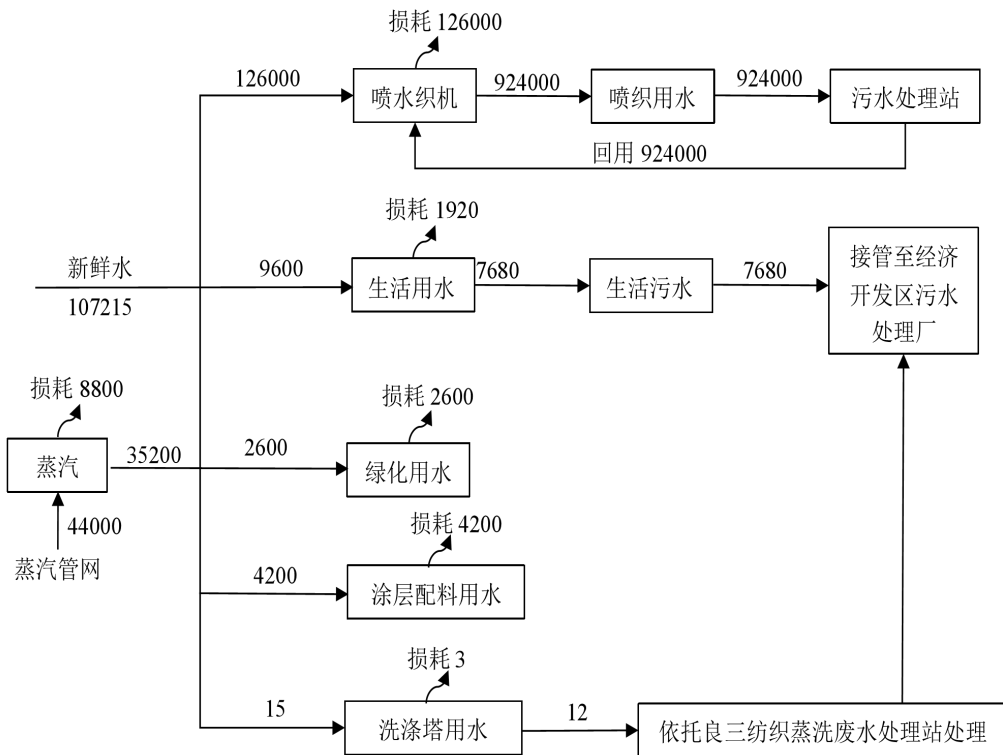 损耗 126000
126000
喷水织机
924000
喷织用水
924000
污水处理站
回用 924000
损耗 1920
新鲜水
107215
9600
生活用水
7680
生活污水
7680
接管至经济
开发区污水
处理厂
损耗 8800
蒸汽
35200
44000
蒸汽管网
损耗 2600
2600
绿化用水
损耗 4200
4200
涂层配料用水
损耗 3
15
洗涤塔用水
12
依托良三纺织蒸洗废水处理站处理